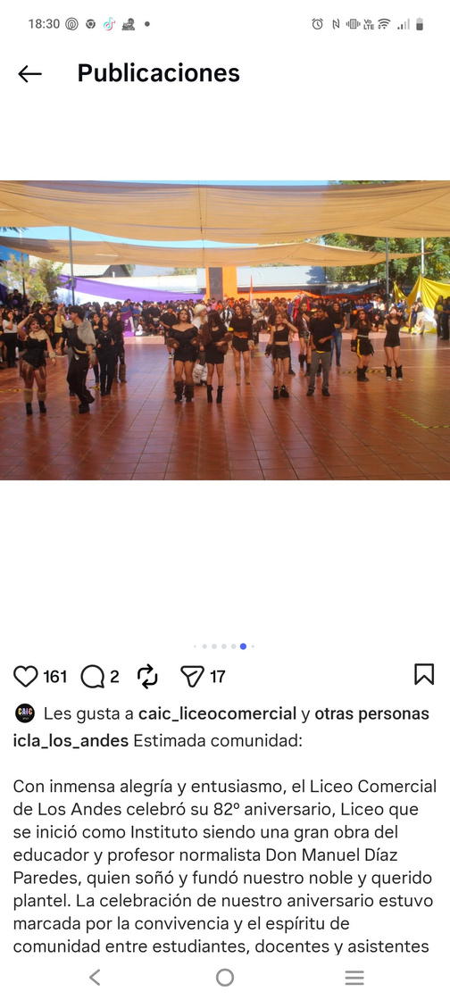 18:30
Vo
LTE
Publicaciones
161 2 17
CAIC Les gusta a caic_liceocomercial y otras personas
icla_los_andes Estimada comunidad:
Con inmensa alegría y entusiasmo, el Liceo Comercial
de Los Andes celebró su 82º aniversario, Liceo que
se inició como Instituto siendo una gran obra del
educador y profesor normalista Don Manuel Díaz
Paredes, quien soñó y fundó nuestro noble y querido
plantel. La celebración de nuestro aniversario estuvo
marcada por la convivencia y el espíritu de
comunidad entre estudiantes, docentes y asistentes